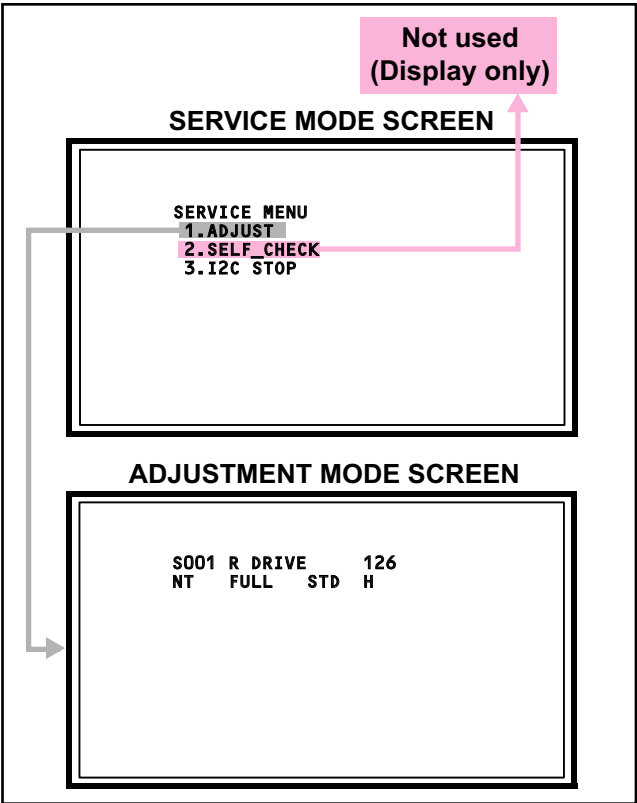 Not used
(Display only)
SERVICE MODE SCREEN
SERVICE MENU
1.ADJUST
2.SELF_CHECK
3.I2C STOP
ADJUSTMENT MODE SCREEN
S001 R DRIVE 126
NT FULL STD H